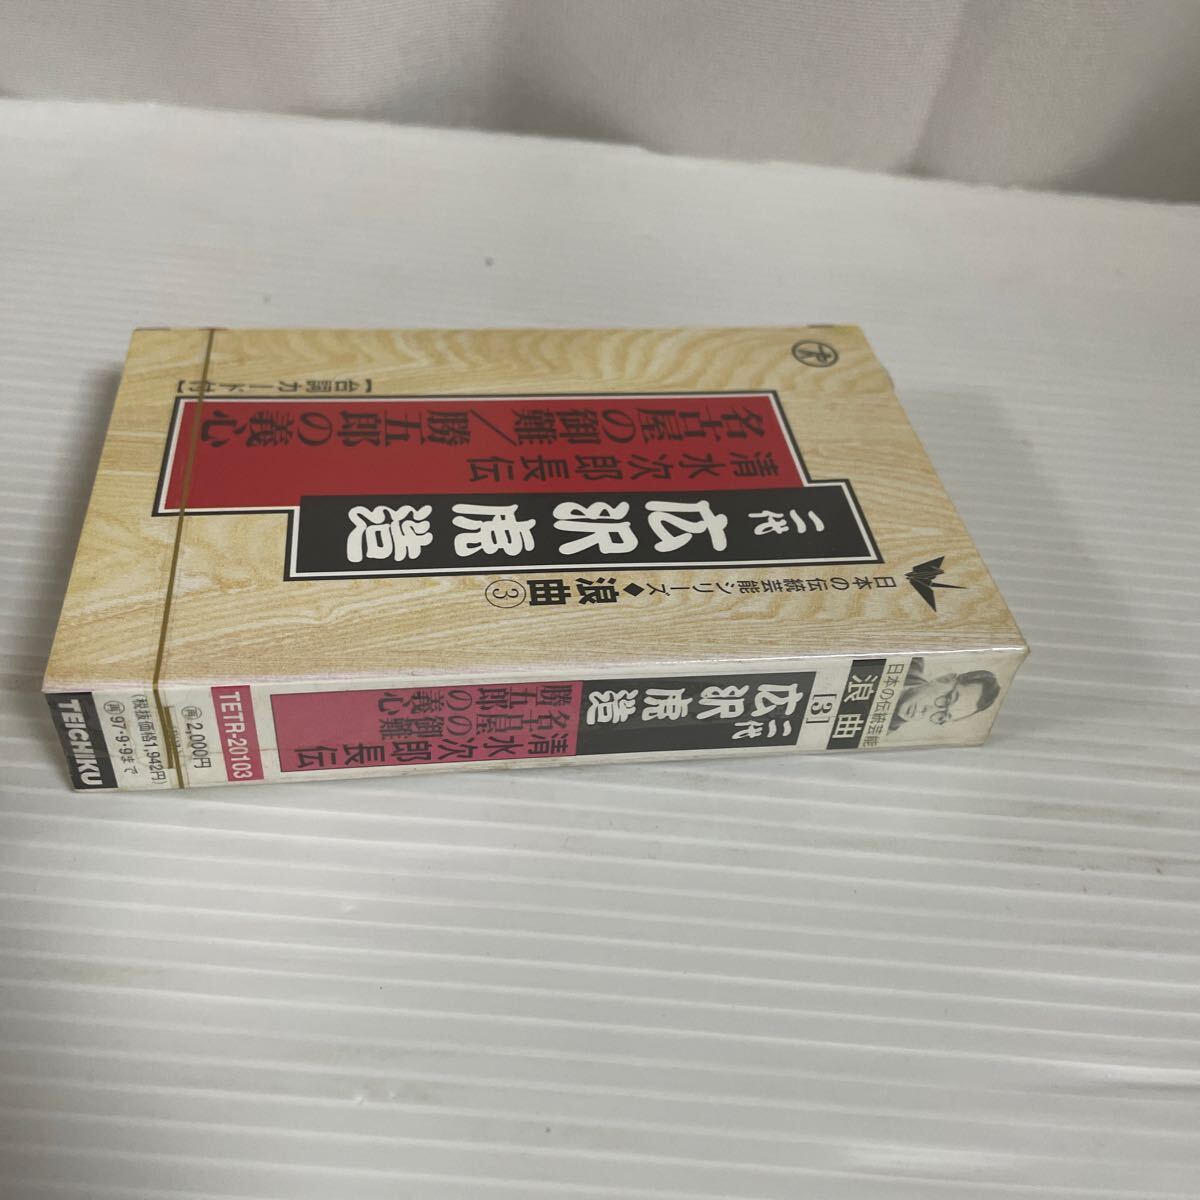 日本の伝統芸能シリーズ◆浪曲③
二代 広沢虎造
清水次郎長伝
名古屋の御難／勝五郎の義心
【台詞カード付】
日本の伝統芸能
浪曲
[3]
二代 広沢虎造
清水次郎長伝
名古屋の御難
勝五郎の義心
TETR-20103
2,000円
(税抜価格1,942円)
'97・9・9まで
TEICHIKU